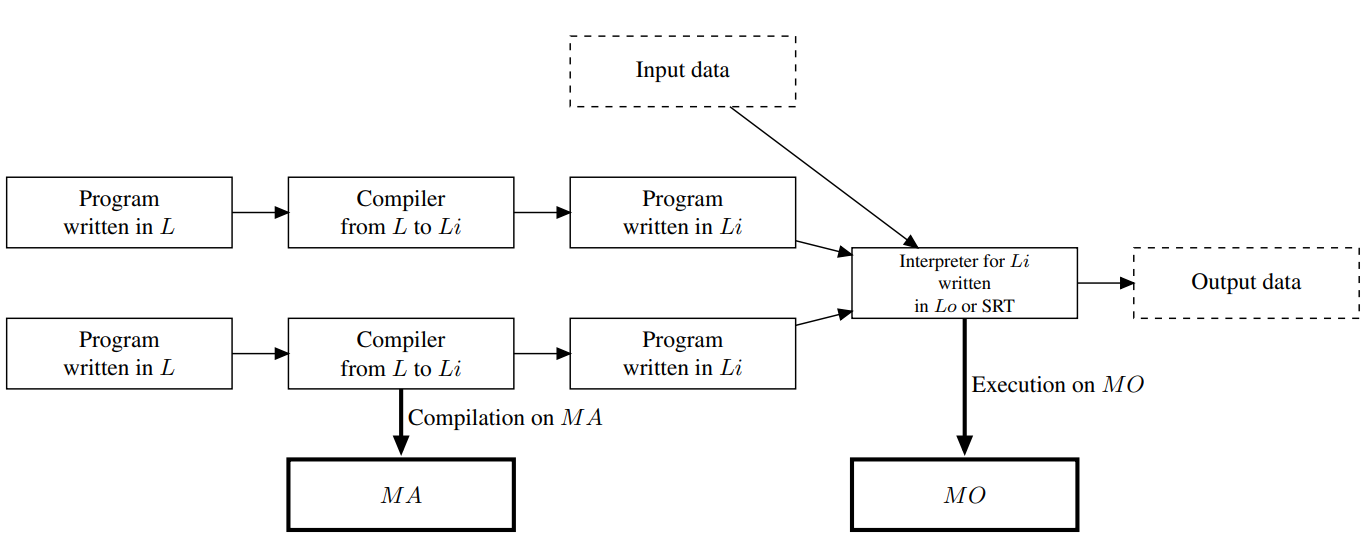 Input data
Program
written in L
Compiler
from L to Li
Program
written in Li
Interpreter for Li
written
in Lo or SRT
Output data
Program
written in L
Compiler
from L to Li
Program
written in Li
Execution on MO
Compilation on MA
MA
MO